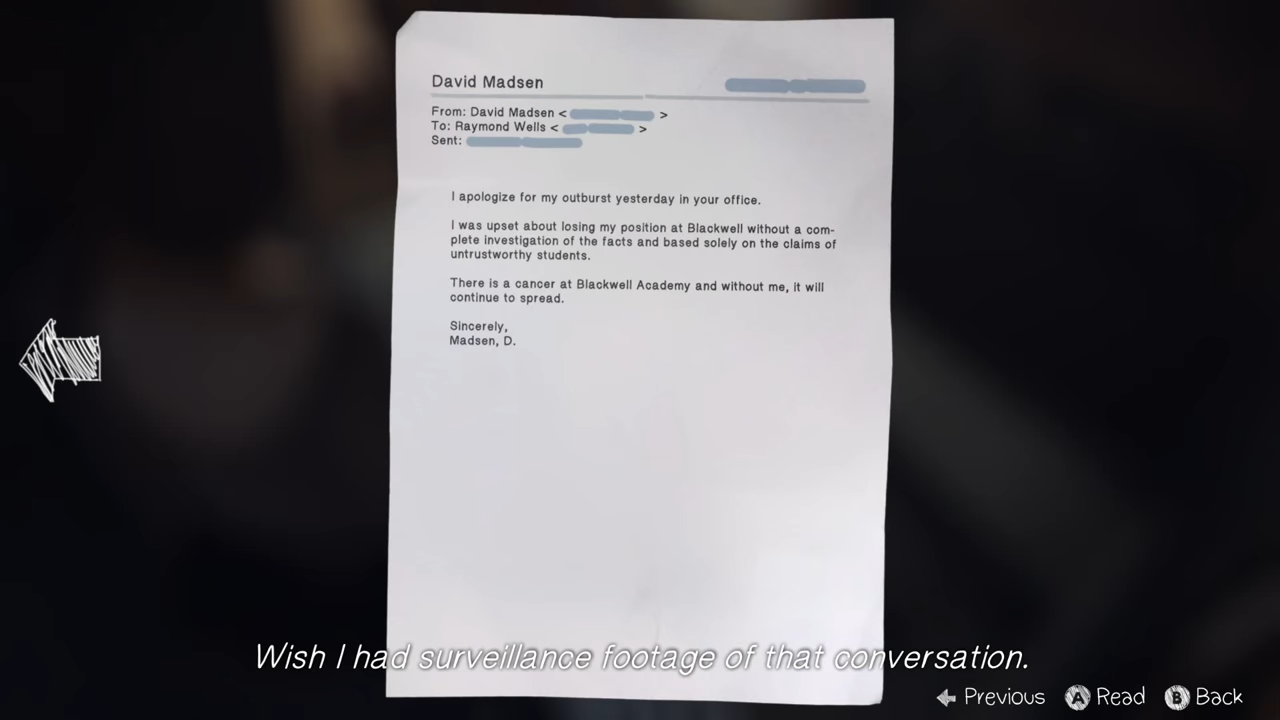 David Madsen
From: David Madsen < >
To: Raymond Wells < >
Sent:
I apologize for my outburst yesterday in your office.
I was upset about losing my position at Blackwell without a com-
plete investigation of the facts and based solely on the claims of
untrustworthy students.
There is a cancer at Blackwell Academy and without me, it will
continue to spread.
Sincerely,
Madsen, D.
Wish I had surveillance footage of that conversation.
Previous A Read B Back